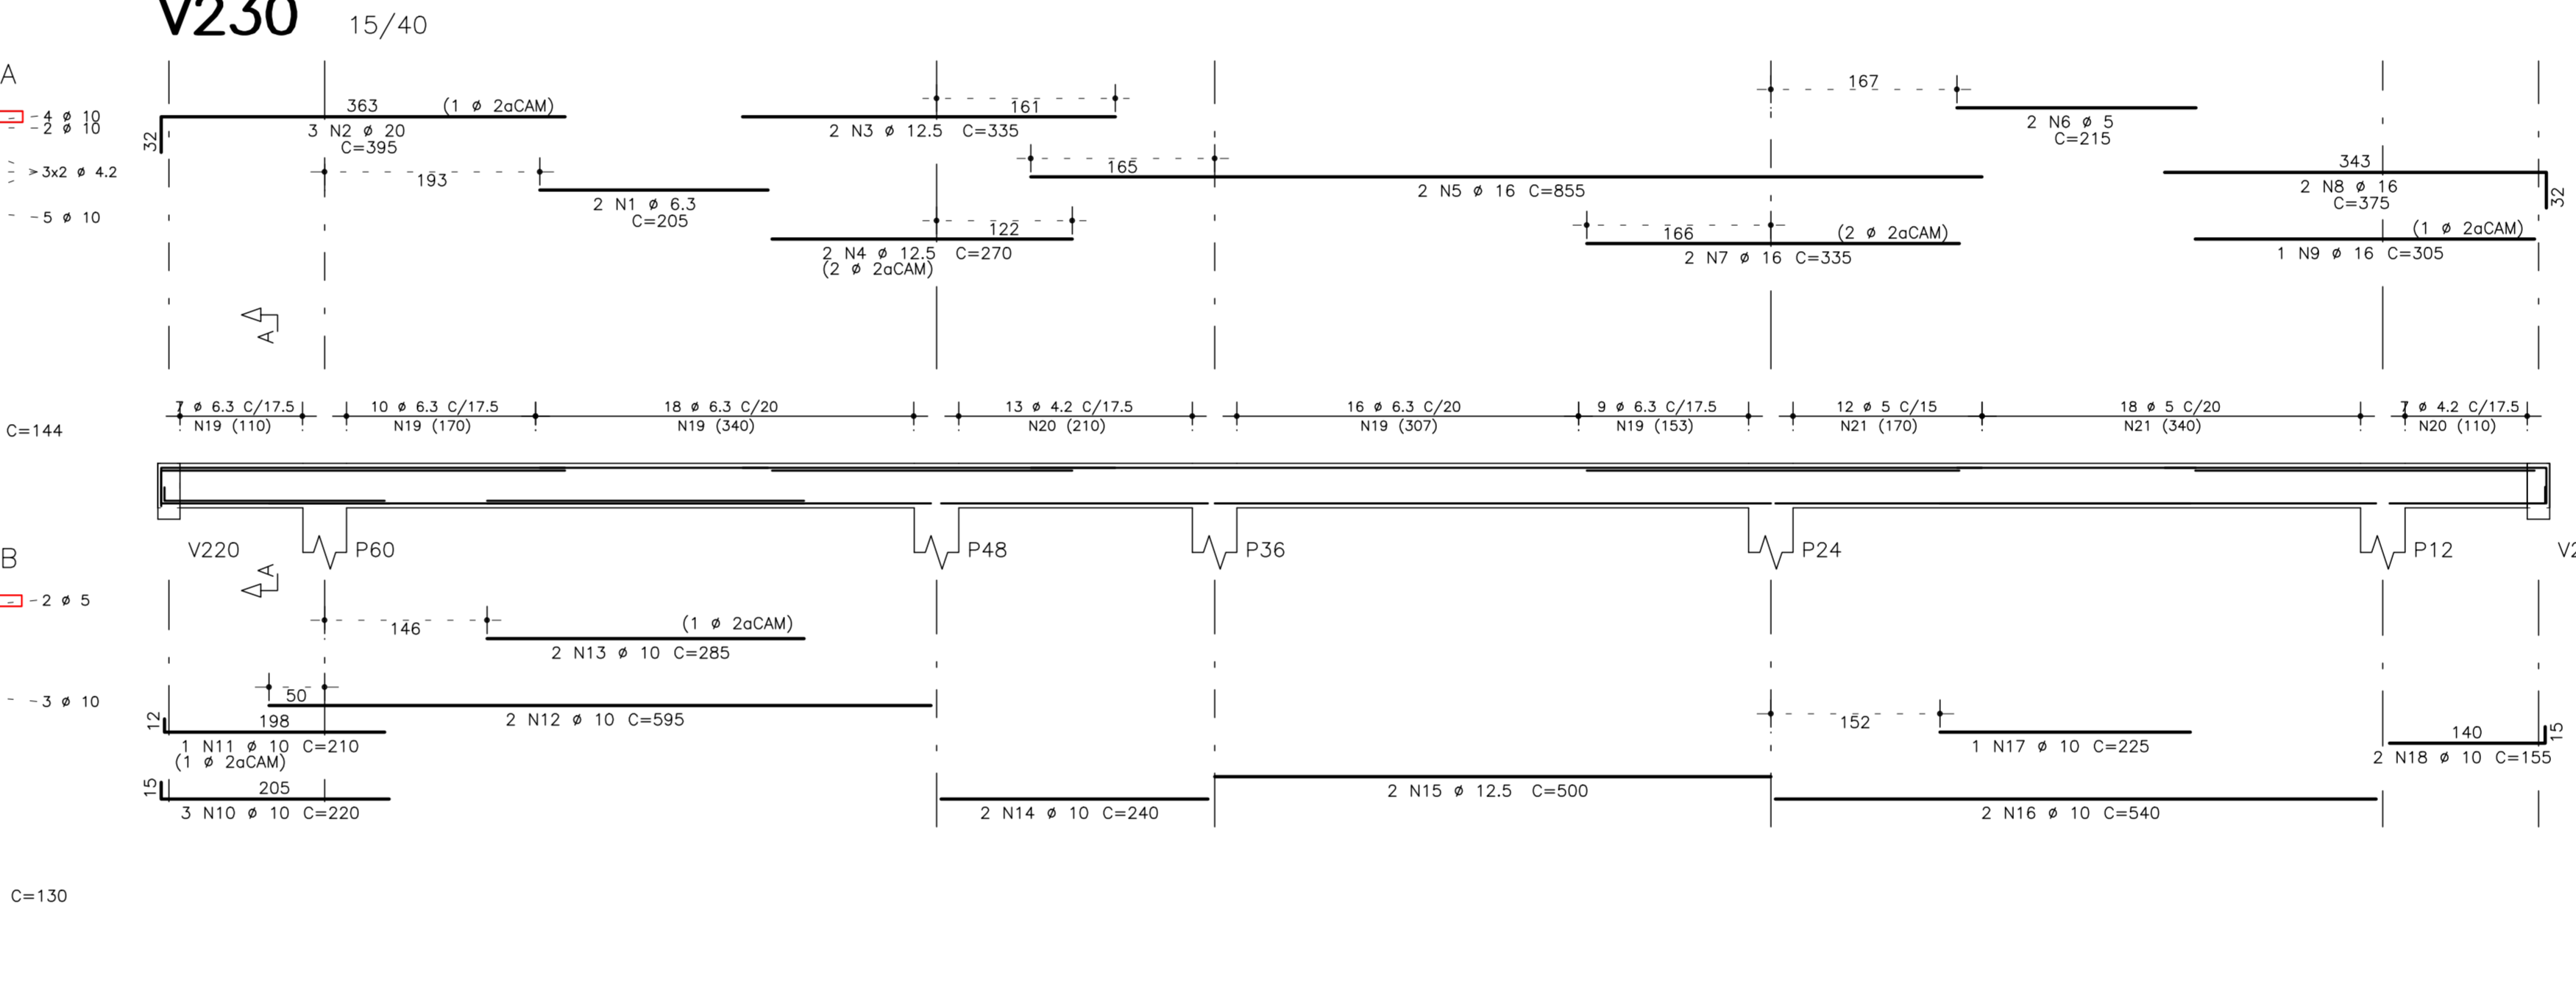 V230 15/40
A
4 ø 10
2 ø 10
3x2 ø 4.2
5 ø 10
363 (1 ø 2aCAM)
32
3 N2 ø 20
C=395
161
2 N3 ø 12.5 C=335
167
2 N6 ø 5
C=215
193
2 N1 ø 6.3
C=205
165
2 N5 ø 16 C=855
343
2 N8 ø 16
C=375
32
122
2 N4 ø 12.5 C=270
(2 ø 2aCAM)
166 (2 ø 2aCAM)
2 N7 ø 16 C=335
(1 ø 2aCAM)
1 N9 ø 16 C=305
A
7 ø 6.3 C/17.5 10 ø 6.3 C/17.5 18 ø 6.3 C/20 13 ø 4.2 C/17.5 16 ø 6.3 C/20 9 ø 6.3 C/17.5 12 ø 5 C/15 18 ø 5 C/20 7 ø 4.2 C/17.5
N19 (110) N19 (170) N19 (340) N20 (210) N19 (307) N19 (153) N21 (170) N21 (340) N20 (110)
C=144
V220 P60 P48 P36 P24 P12 V2
B
A
2 ø 5
146 (1 ø 2aCAM)
2 N13 ø 10 C=285
3 ø 10
50
2 N12 ø 10 C=595
12
198
1 N11 ø 10 C=210
(1 ø 2aCAM)
152
1 N17 ø 10 C=225
140
15
2 N18 ø 10 C=155
15
205
3 N10 ø 10 C=220
2 N14 ø 10 C=240
2 N15 ø 12.5 C=500
2 N16 ø 10 C=540
C=130